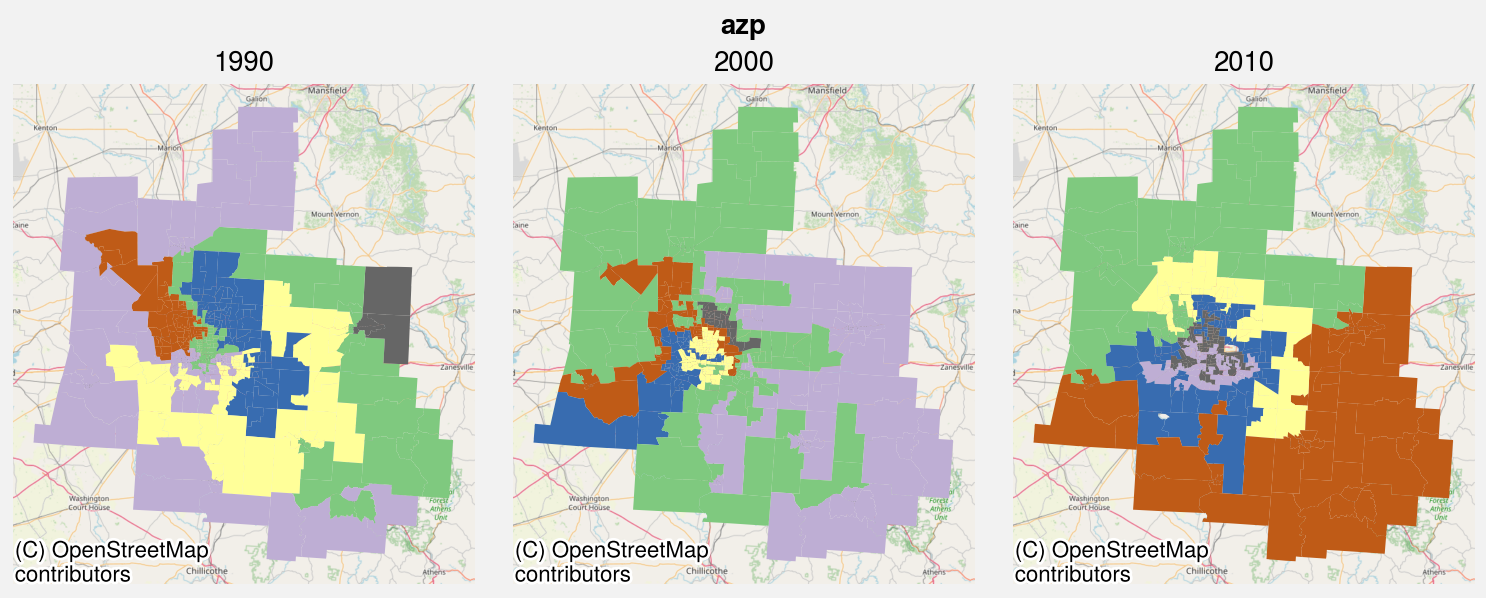 azp
1990
2000
2010
Mansfield
Galion
Kenton
Marion
Mount Vernon
Zanesville
Washington
Court House
Forest
Athens
Unit
Chillicothe
Athens
(C) OpenStreetMap
contributors
Mansfield
Galion
Kenton
Marion
Mount Vernon
Zanesville
Washington
Court House
Forest
Athens
Unit
Chillicothe
Athens
(C) OpenStreetMap
contributors
Mansfield
Galion
Kenton
Marion
Mount Vernon
Zanesville
Washington
Court House
Forest
Athens
Unit
Chillicothe
Athens
(C) OpenStreetMap
contributors